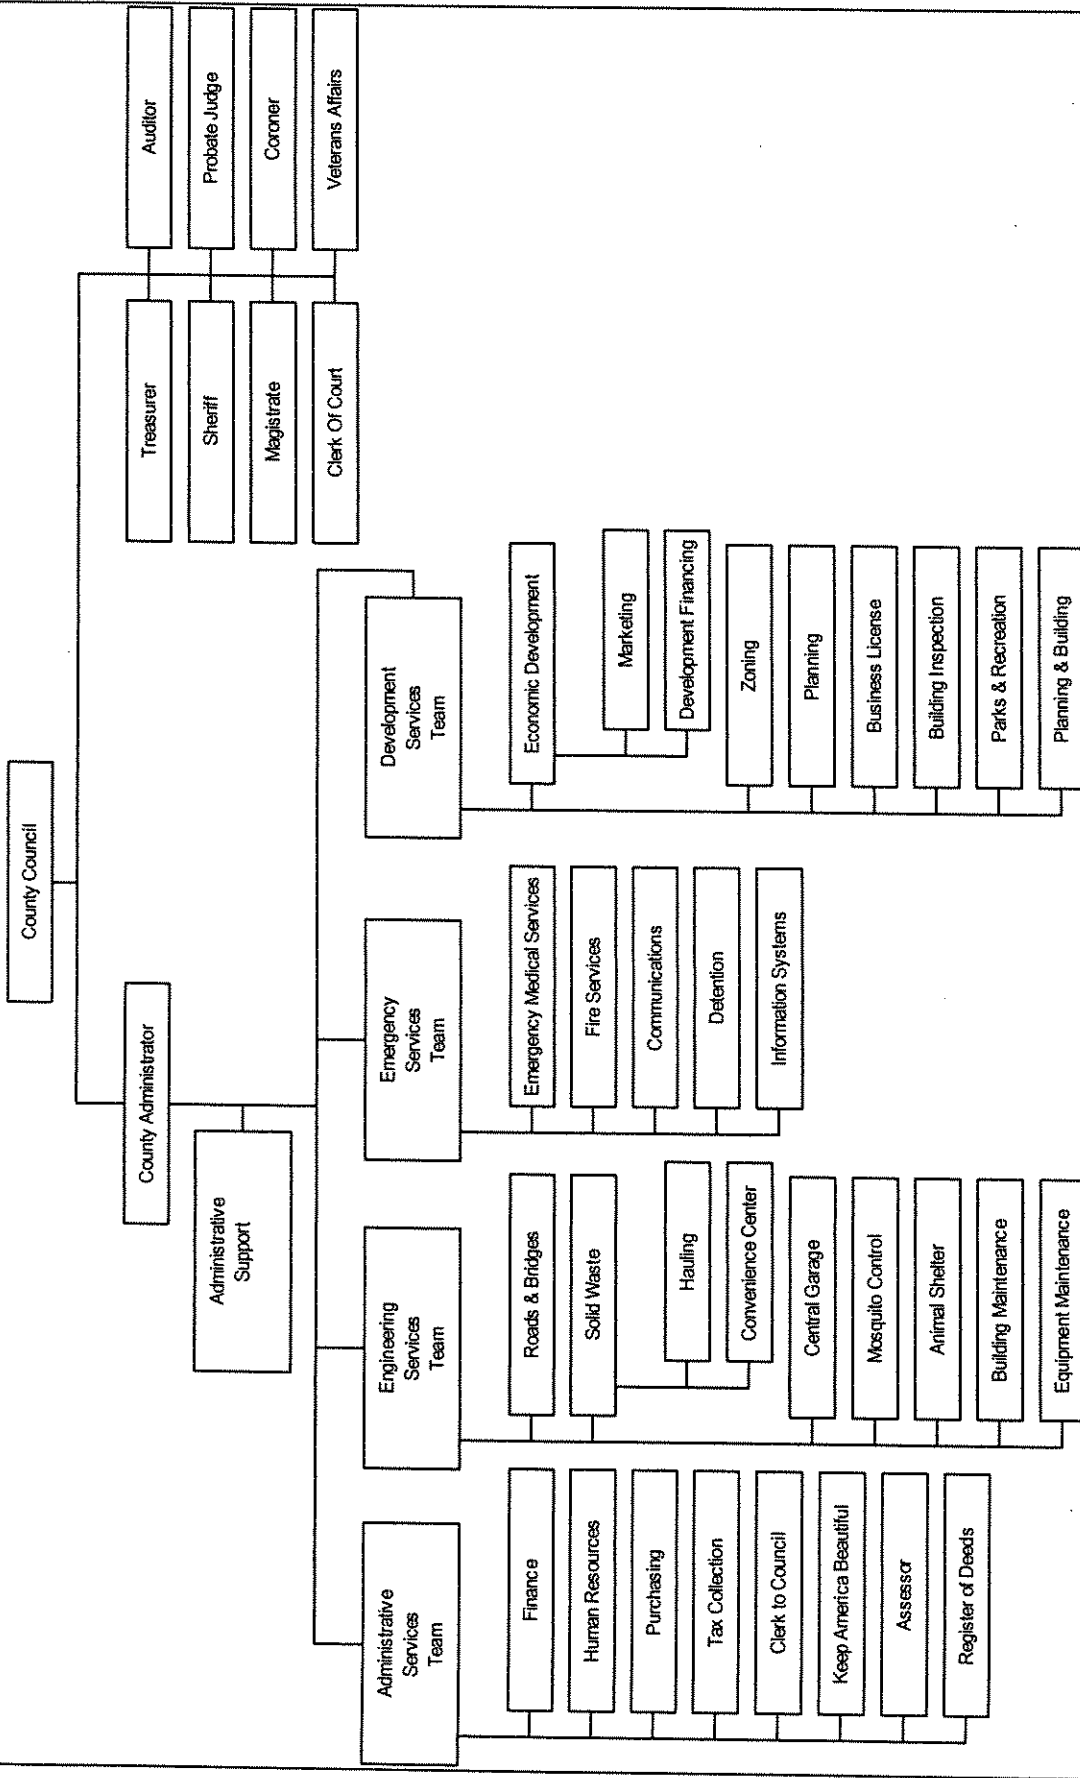 County Council
County Administrator
Administrative
Support
Treasurer
Auditor
Sheriff
Probate Judge
Magistrate
Coroner
Clerk Of Court
Veterans Affairs
Administrative
Services
Team
Finance
Human Resources
Purchasing
Tax Collection
Clerk to Council
Keep America Beautiful
Assessor
Register of Deeds
Engineering
Services
Team
Roads & Bridges
Solid Waste
Hauling
Convenience Center
Central Garage
Mosquito Control
Animal Shelter
Building Maintenance
Equipment Maintenance
Emergency
Services
Team
Emergency Medical Services
Fire Services
Communications
Detention
Information Systems
Development
Services
Team
Economic Development
Marketing
Development Financing
Zoning
Planning
Business License
Building Inspection
Parks & Recreation
Planning & Building